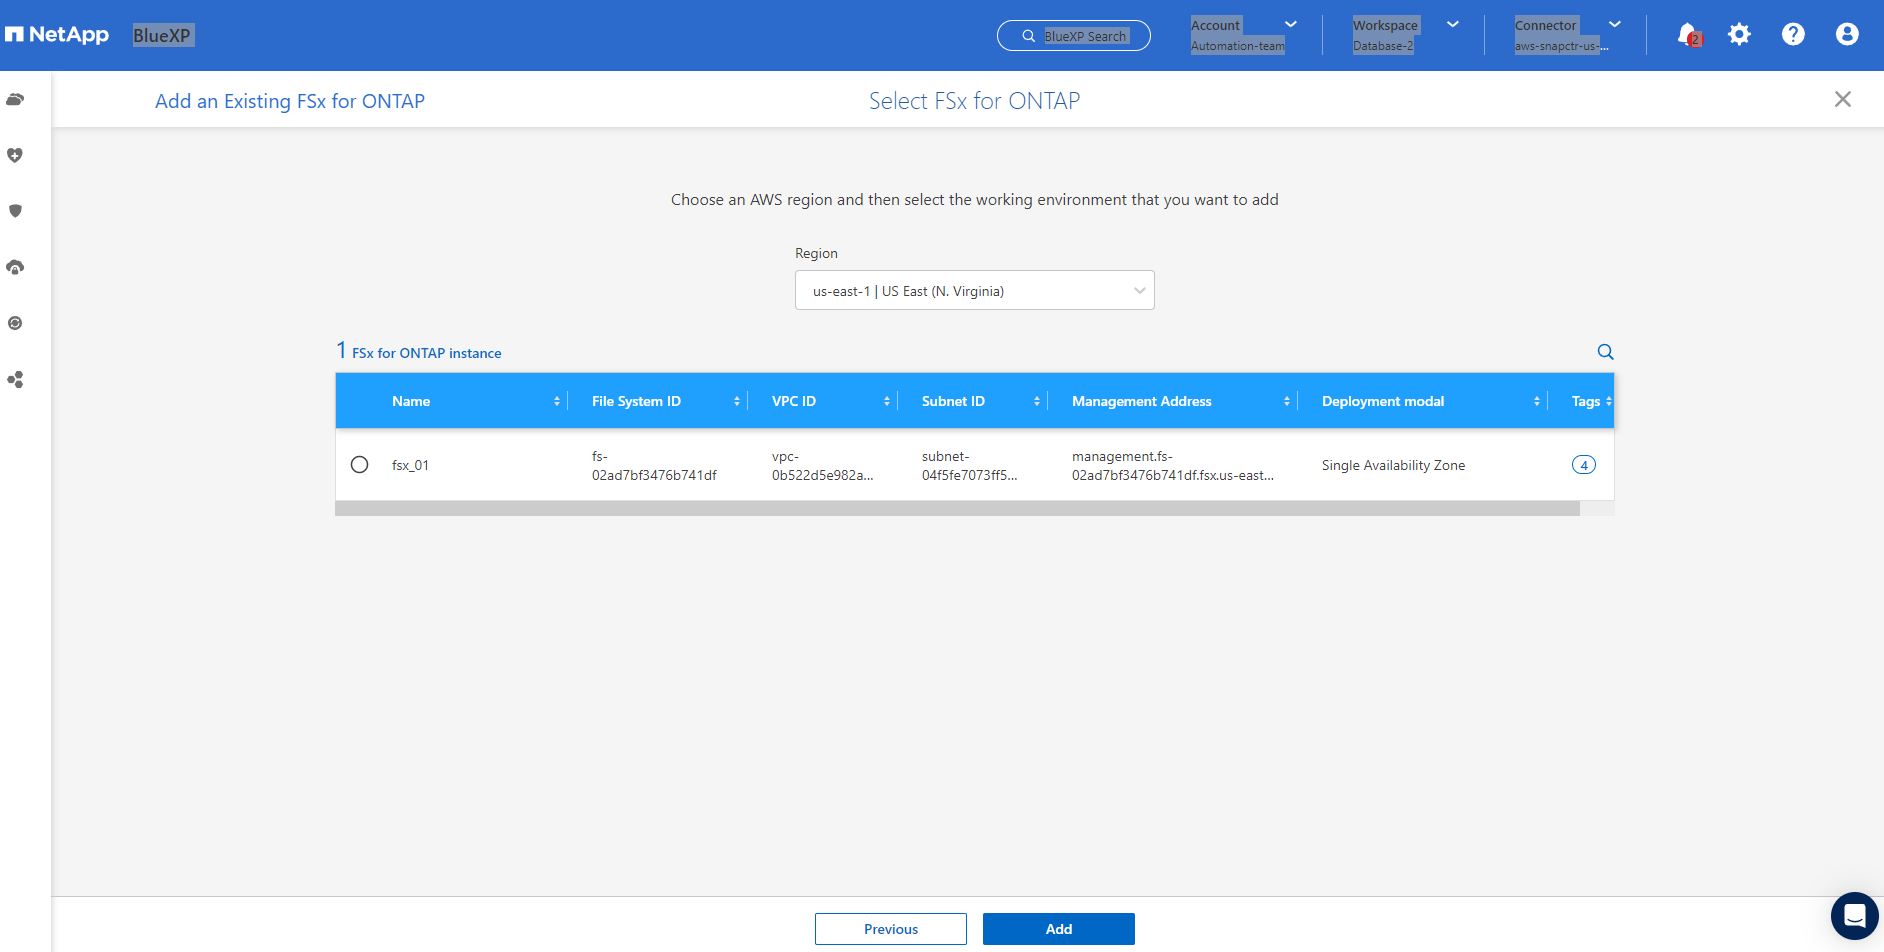 NetApp
BlueXP
BlueXP Search
Account
Automation-team
Workspace
Database-2
Connector
aws-snapctr-us-...
2
Add an Existing FSx for ONTAP
Select FSx for ONTAP
Choose an AWS region and then select the working environment that you want to add
Region
us-east-1 | US East (N. Virginia)
1 FSx for ONTAP instance
Name
File System ID
VPC ID
Subnet ID
Management Address
Deployment modal
Tags
fsx_01
fs-
02ad7bf3476b741df
vpc-
0b522d5e982a...
subnet-
04f5fe7073ff5...
management.fs-
02ad7bf3476b741df.fsx.us-east...
Single Availability Zone
4
Previous
Add